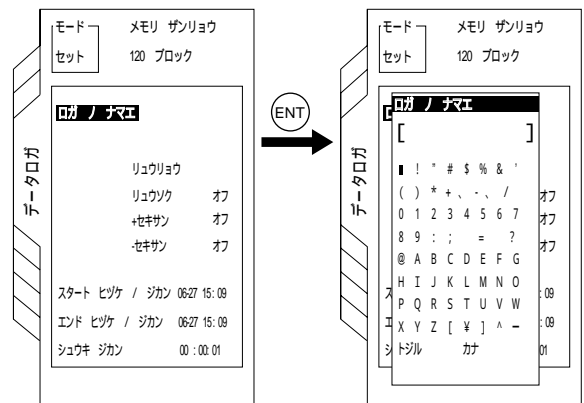 モード メモリ ザンリョウ
セット 120 ブロック
ロガ ノ ナマエ
リュウリョウ
リュウソク オフ
+セキサン オフ
-セキサン オフ
スタート ヒヅケ / ジカン 06-27 15:09
エンド ヒヅケ / ジカン 06-27 15:09
シュウキ ジカン 00:00:01
データロガ
ENT
モード メモリ ザンリョウ
セット 120 ブロック
ロガ ノ ナマエ
[ ]
! " # $ % & '
( ) * + 、 - 、 /
0 1 2 3 4 5 6 7
8 9 : ; = ?
@ A B C D E F G
H I J K L M N O
P Q R S T U V W
X Y Z [ ¥ ] ^ −
トジル カナ
オフ
オフ
オフ
:09
:09
01
データロガ